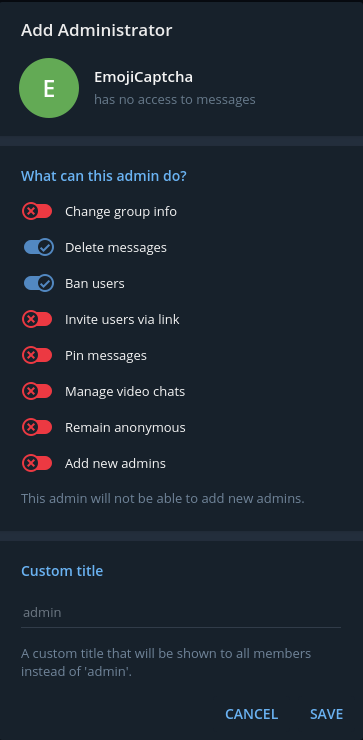 Add Administrator
E
EmojiCaptcha
has no access to messages
What can this admin do?
Change group info
Delete messages
Ban users
Invite users via link
Pin messages
Manage video chats
Remain anonymous
Add new admins
This admin will not be able to add new admins.
Custom title
admin
A custom title that will be shown to all members
instead of 'admin'.
CANCEL SAVE